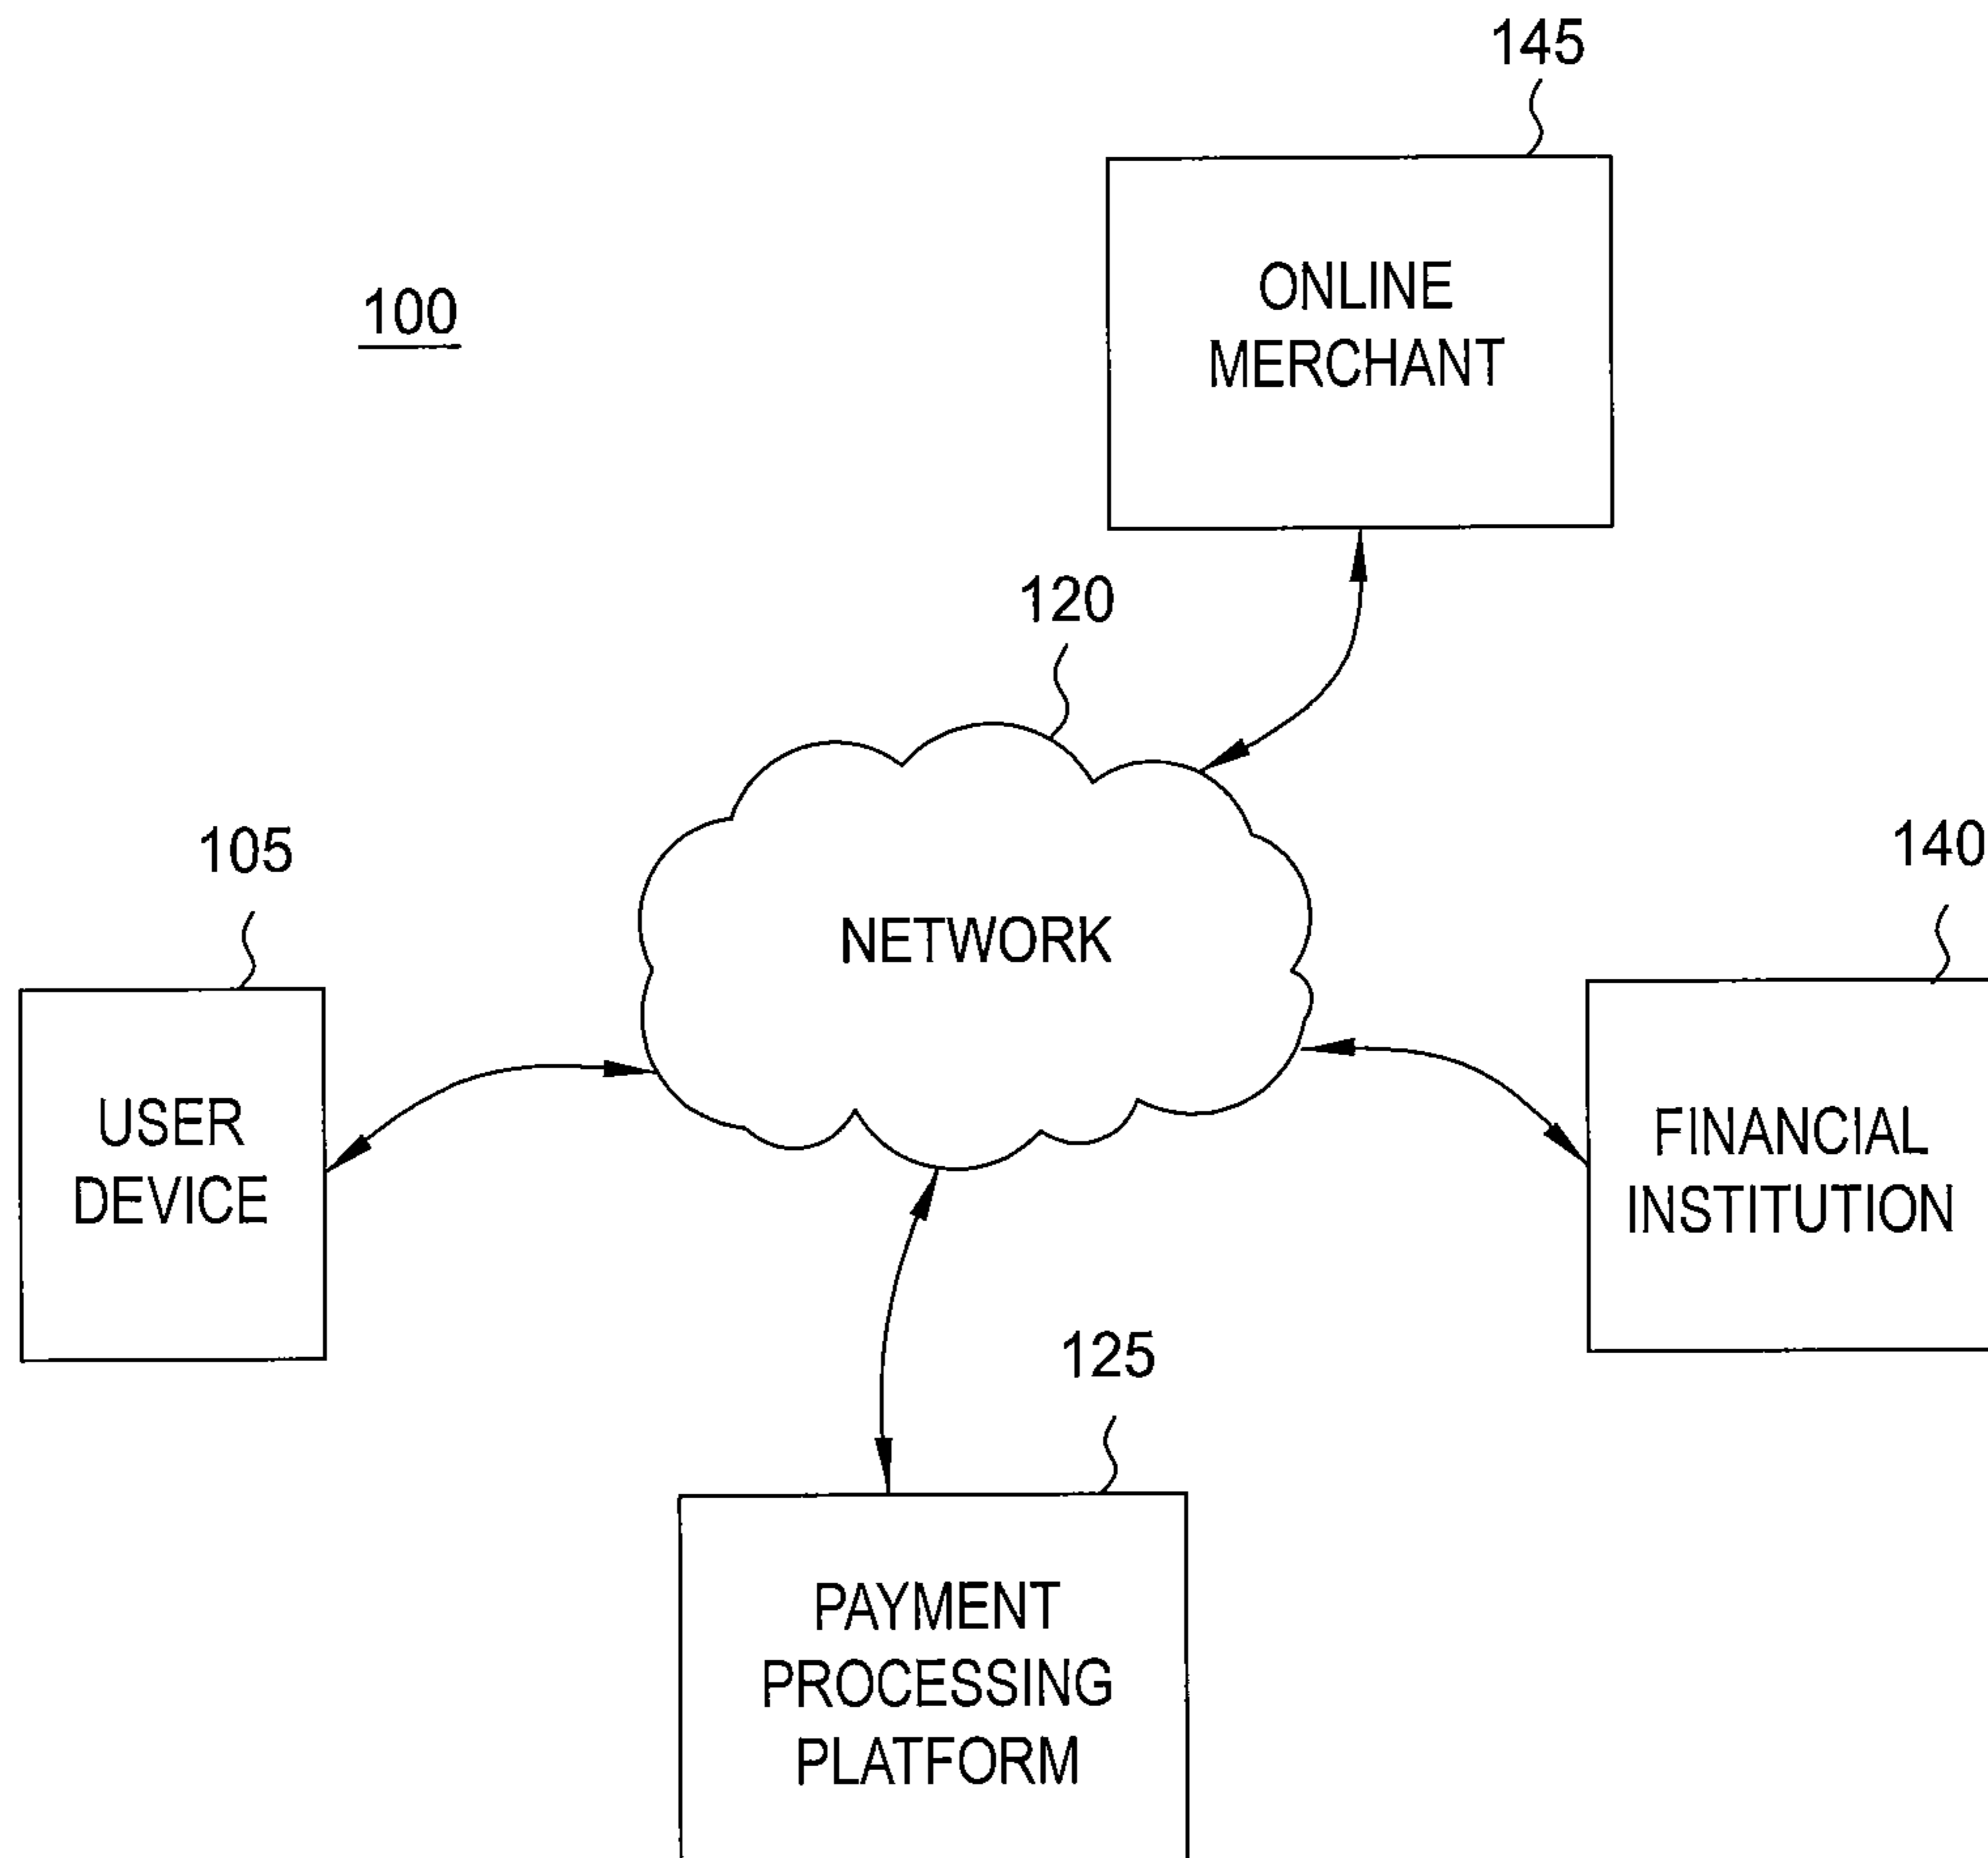 145
100
ONLINE
MERCHANT
120
105
140
NETWORK
USER
DEVICE
FINANCIAL
INSTITUTION
125
PAYMENT
PROCESSING
PLATFORM